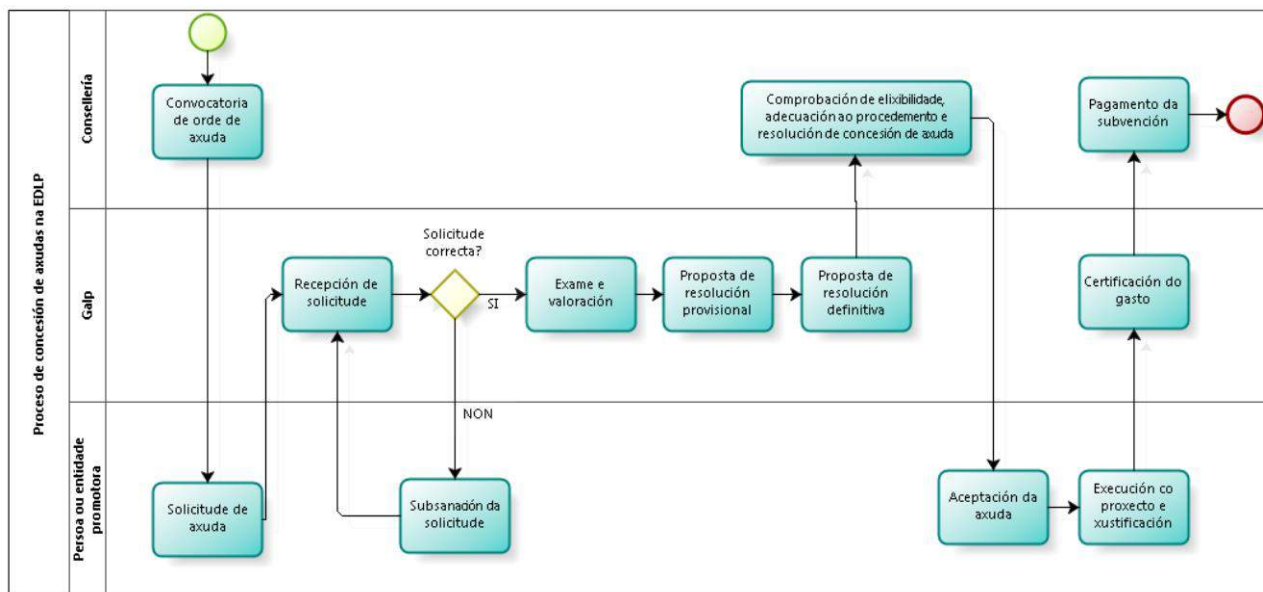 Proceso de concesión de axudas na EDLP
Consellería
Convocatoria
de orde de
axuda
Comprobación de elixibilidade,
adecuación ao procedemento e
resolución de concesión de axuda
Pagamento da
subvención
Galp
Recepción de
solicitude
Solicitude
correcta?
SI
NON
Exame e
valoración
Proposta de
resolución
provisional
Proposta de
resolución
definitiva
Certificación do
gasto
Persoa ou entidade
promotora
Solicitude de
axuda
Subsanación da
solicitude
Aceptación da
axuda
Execución co
proxecto e
xustificación